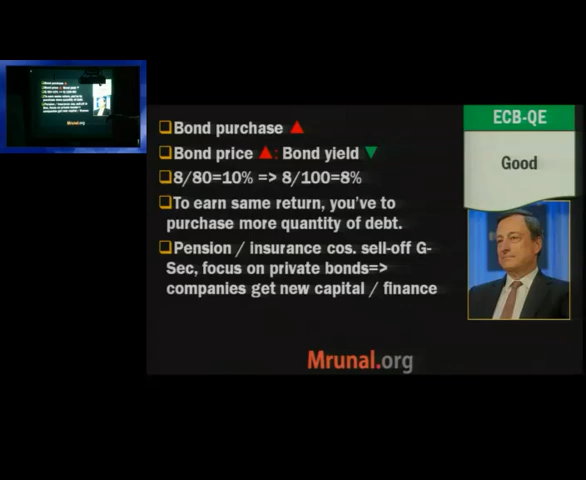 ECB-QE
Good
❑Bond purchase ▲
❑Bond price ▲: Bond yield ▼
❑8/80=10% => 8/100=8%
❑To earn same return, you've to
purchase more quantity of debt.
❑Pension / insurance cos. sell-off G-
Sec, focus on private bonds=>
companies get new capital / finance
Mrunal.org